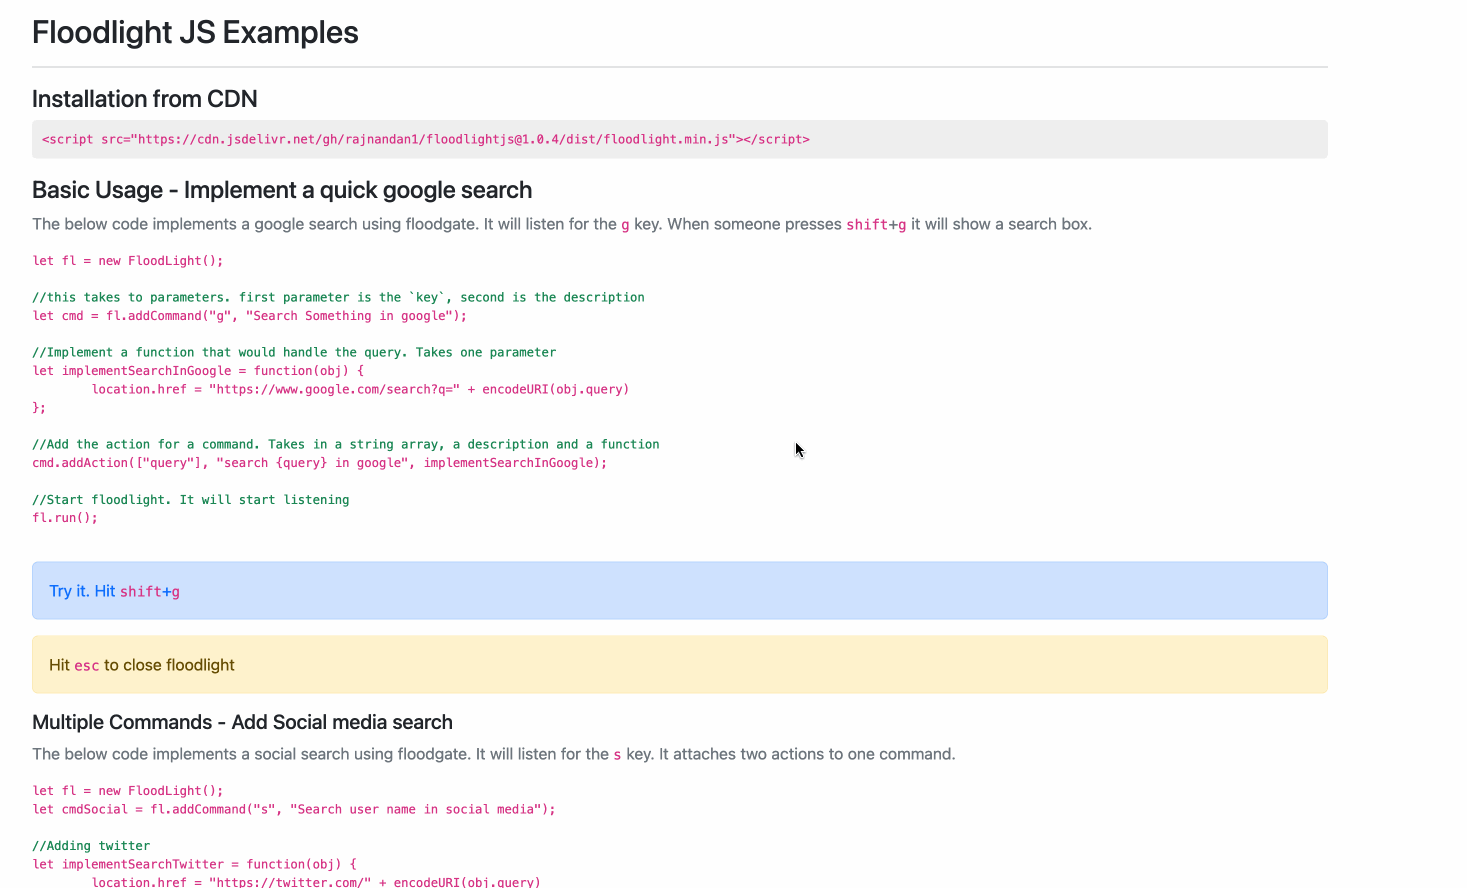 Floodlight JS Examples
Installation from CDN
<script src="https://cdn.jsdelivr.net/gh/rajnandan1/floodlightjs@1.0.4/dist/floodlight.min.js"></script>
Basic Usage - Implement a quick google search
The below code implements a google search using floodgate. It will listen for the g key. When someone presses shift+g it will show a search box.
let fl = new FloodLight();
//this takes to parameters. first parameter is the `key`, second is the description
let cmd = fl.addCommand("g", "Search Something in google");
//Implement a function that would handle the query. Takes one parameter
let implementSearchInGoogle = function(obj) {
        location.href = "https://www.google.com/search?q=" + encodeURI(obj.query)
};
//Add the action for a command. Takes in a string array, a description and a function
cmd.addAction(["query"], "search {query} in google", implementSearchInGoogle);
//Start floodlight. It will start listening
fl.run();
Try it. Hit shift+g
Hit esc to close floodlight
Multiple Commands - Add Social media search
The below code implements a social search using floodgate. It will listen for the s key. It attaches two actions to one command.
let fl = new FloodLight();
let cmdSocial = fl.addCommand("s", "Search user name in social media");
//Adding twitter
let implementSearchTwitter = function(obj) {
        location.href = "https://twitter.com/" + encodeURI(obj.query)